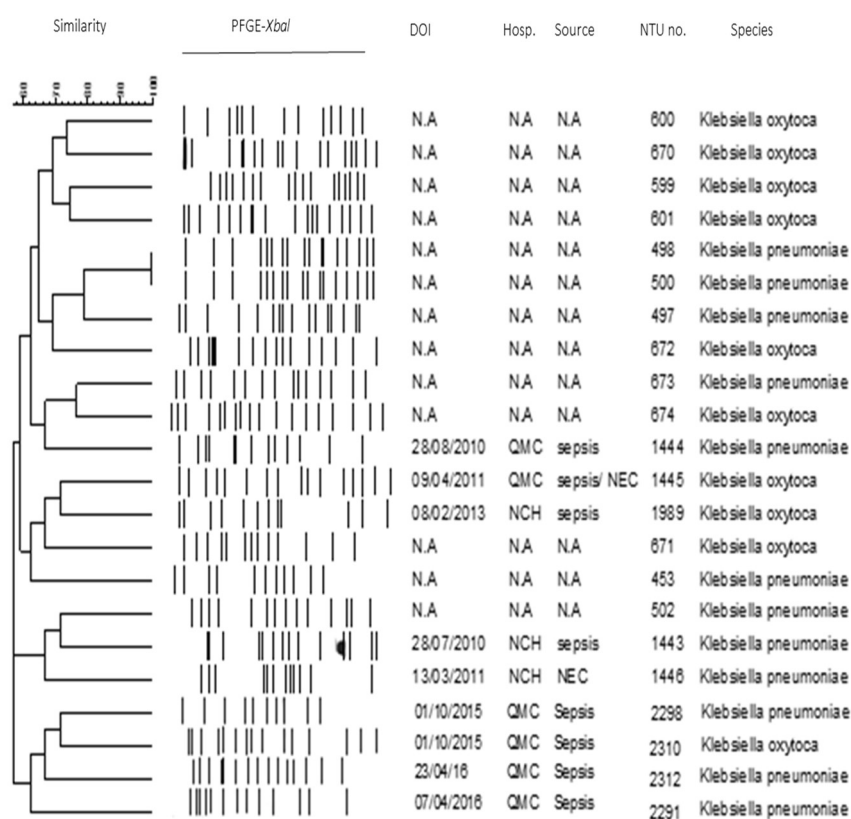 Similarity PFGE-XbaI DOI Hosp. Source NTU no. Species
60 70 80 90 100
N.A N.A N.A 600 Klebsiella oxytoca
N.A N.A N.A 670 Klebsiella oxytoca
N.A N.A N.A 599 Klebsiella oxytoca
N.A N.A N.A 601 Klebsiella oxytoca
N.A N.A N.A 498 Klebsiella pneumoniae
N.A N.A N.A 500 Klebsiella pneumoniae
N.A N.A N.A 497 Klebsiella pneumoniae
N.A N.A N.A 672 Klebsiella oxytoca
N.A N.A N.A 673 Klebsiella pneumoniae
N.A N.A N.A 674 Klebsiella oxytoca
28/08/2010 QMC sepsis 1444 Klebsiella pneumoniae
09/04/2011 QMC sepsis/ NEC 1445 Klebsiella oxytoca
08/02/2013 NCH sepsis 1989 Klebsiella oxytoca
N.A N.A N.A 671 Klebsiella oxytoca
N.A N.A N.A 453 Klebsiella pneumoniae
N.A N.A N.A 502 Klebsiella pneumoniae
28/07/2010 NCH sepsis 1443 Klebsiella pneumoniae
13/03/2011 NCH NEC 1446 Klebsiella pneumoniae
01/10/2015 QMC Sepsis 2298 Klebsiella pneumoniae
01/10/2015 QMC Sepsis 2310 Klebsiella oxytoca
23/04/16 QMC Sepsis 2312 Klebsiella pneumoniae
07/04/2016 QMC Sepsis 2291 Klebsiella pneumoniae